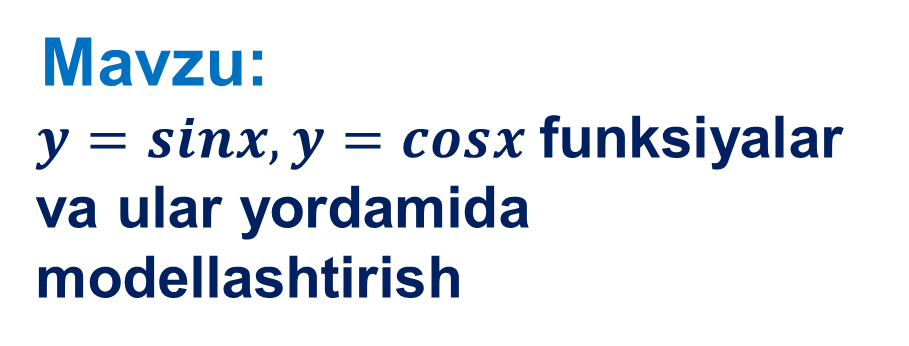 Mavzu:
y = sinx, y = cosx funksiyalar
va ular yordamida
modellashtirish